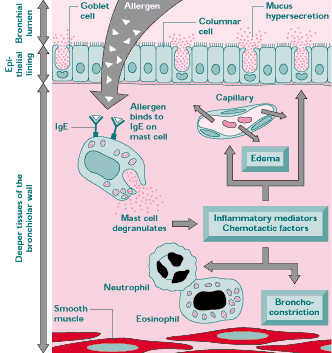 Bronchial
lumen
Epi-
thelial
lining
Deeper tissues of the
bronchiolar wall
Goblet
cell
Allergen
Columnar
cell
Mucus
hypersecretion
Allergen
binds to
IgE on
mast cell
IgE
Capillary
Edema
Mast cell
degranulates
Inflammatory mediators
Chemotactic factors
Neutrophil
Eosinophil
Broncho-
constriction
Smooth
muscle